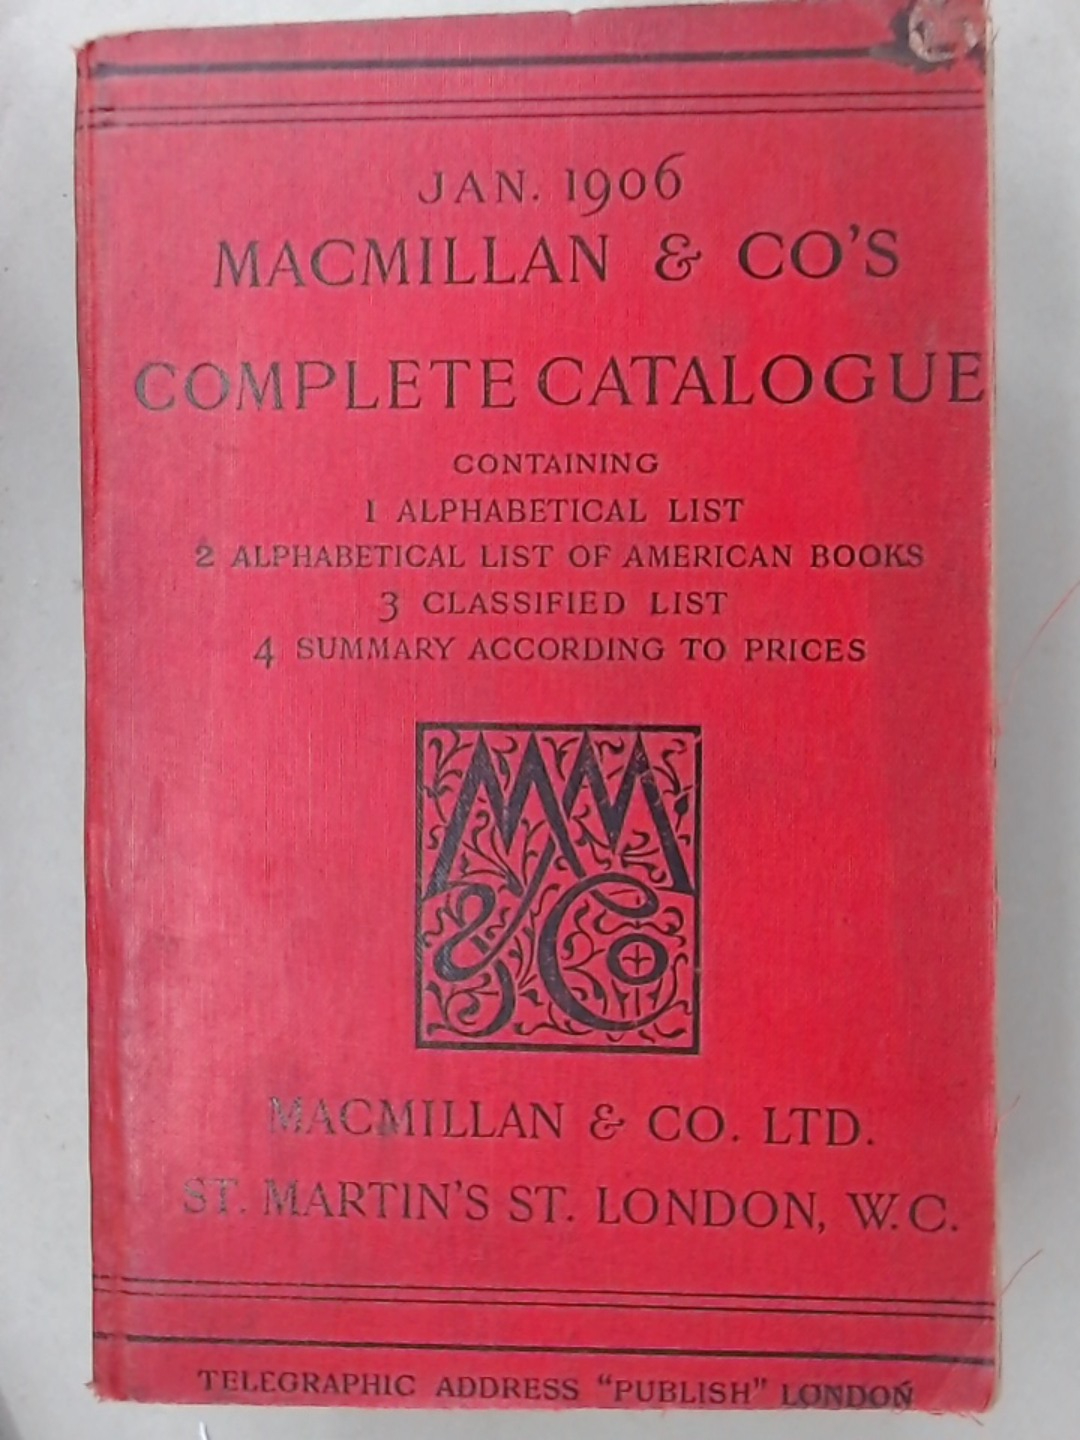 JAN. 1906
MACMILLAN & CO'S
COMPLETE CATALOGUE
CONTAINING
1 ALPHABETICAL LIST
2 ALPHABETICAL LIST OF AMERICAN BOOKS
3 CLASSIFIED LIST
4 SUMMARY ACCORDING TO PRICES
MM
& Co
MACMILLAN & CO. LTD.
ST. MARTIN'S ST. LONDON, W.C.
TELEGRAPHIC ADDRESS "PUBLISH" LONDON